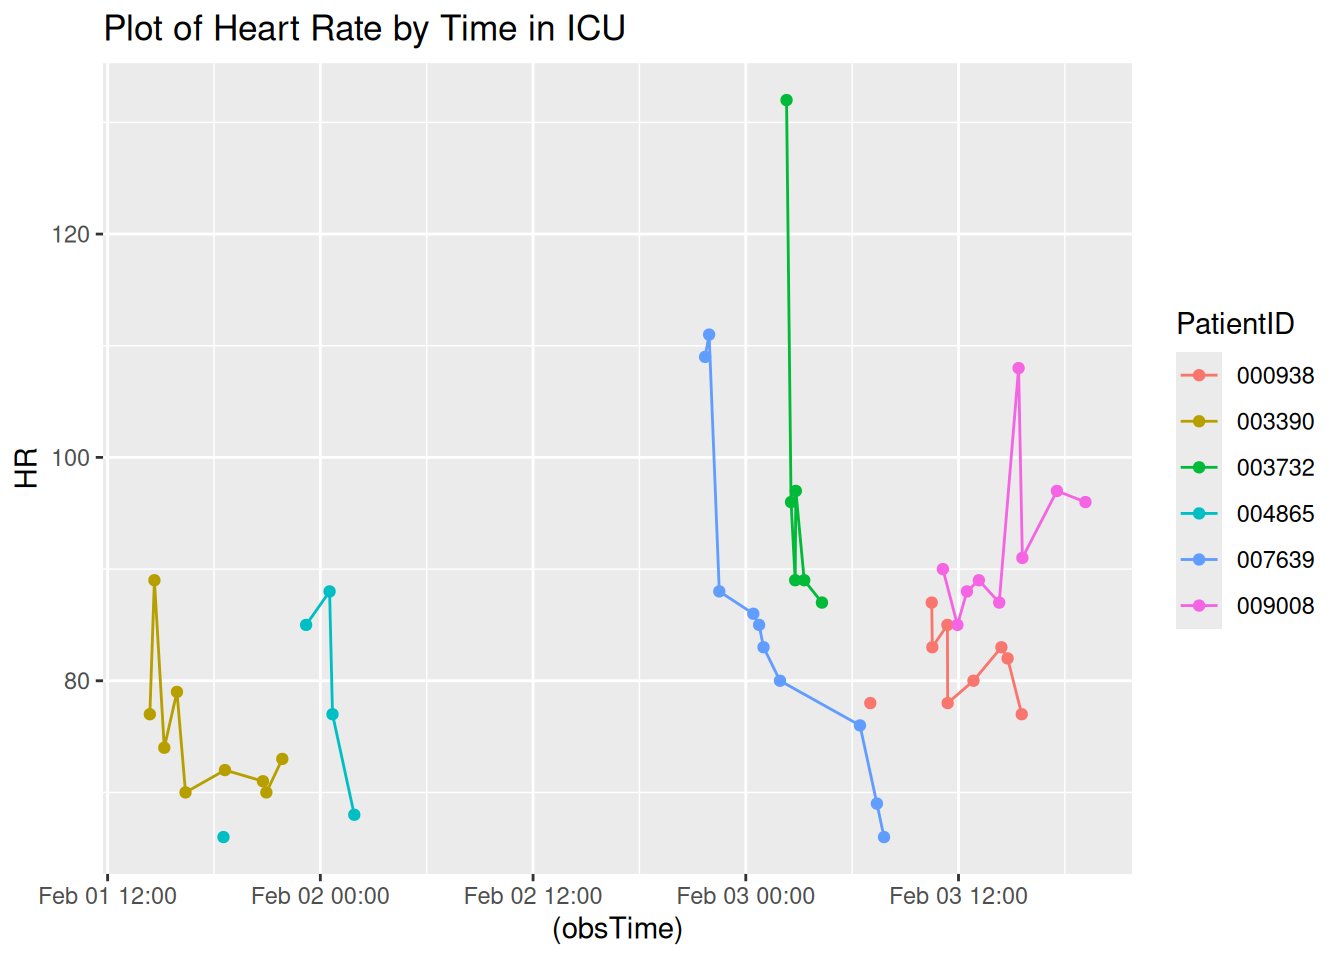 Plot of Heart Rate by Time in ICU
120
100
80
HR
Feb 01 12:00 Feb 02 00:00 Feb 02 12:00 Feb 03 00:00 Feb 03 12:00
(obsTime)
PatientID
000938
003390
003732
004865
007639
009008